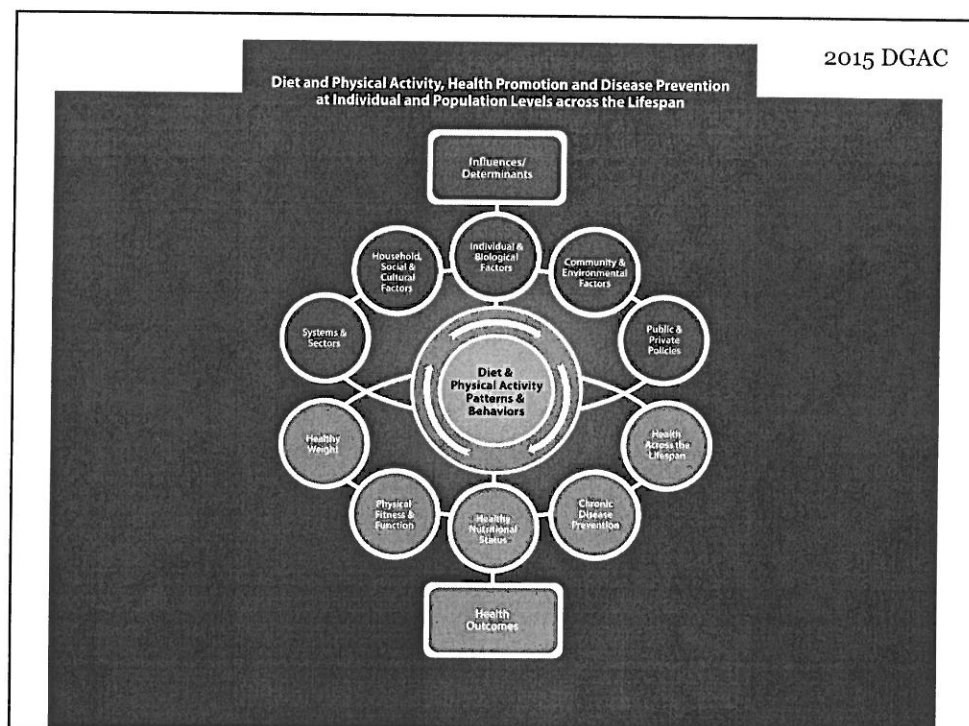 2015 DGAC
Diet and Physical Activity, Health Promotion and Disease Prevention
at Individual and Population Levels across the Lifespan
Influences/
Determinants
Individual &
Biological
Factors
Household,
Social &
Cultural
Factors
Community &
Environmental
Factors
Systems &
Sectors
Public &
Private
Policies
Diet &
Physical Activity
Patterns &
Behaviors
Healthy
Weight
Health
Across the
Lifespan
Physical
Fitness &
Function
Healthy
Nutritional
Status
Chronic
Disease
Prevention
Health
Outcomes